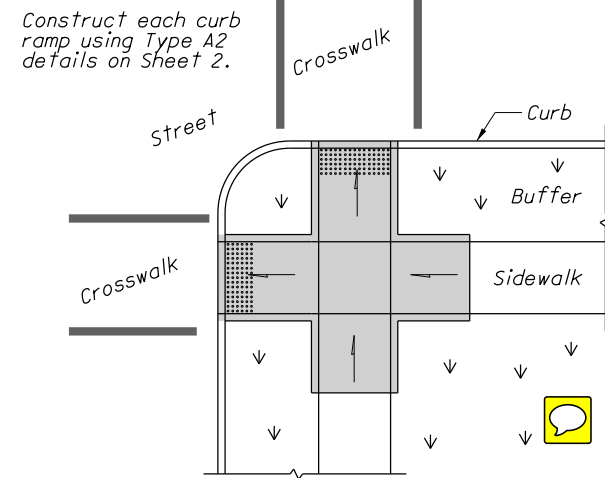 Construct each curb
ramp using Type A2
details on Sheet 2.
Crosswalk
Street
Curb
Buffer
Crosswalk
Sidewalk